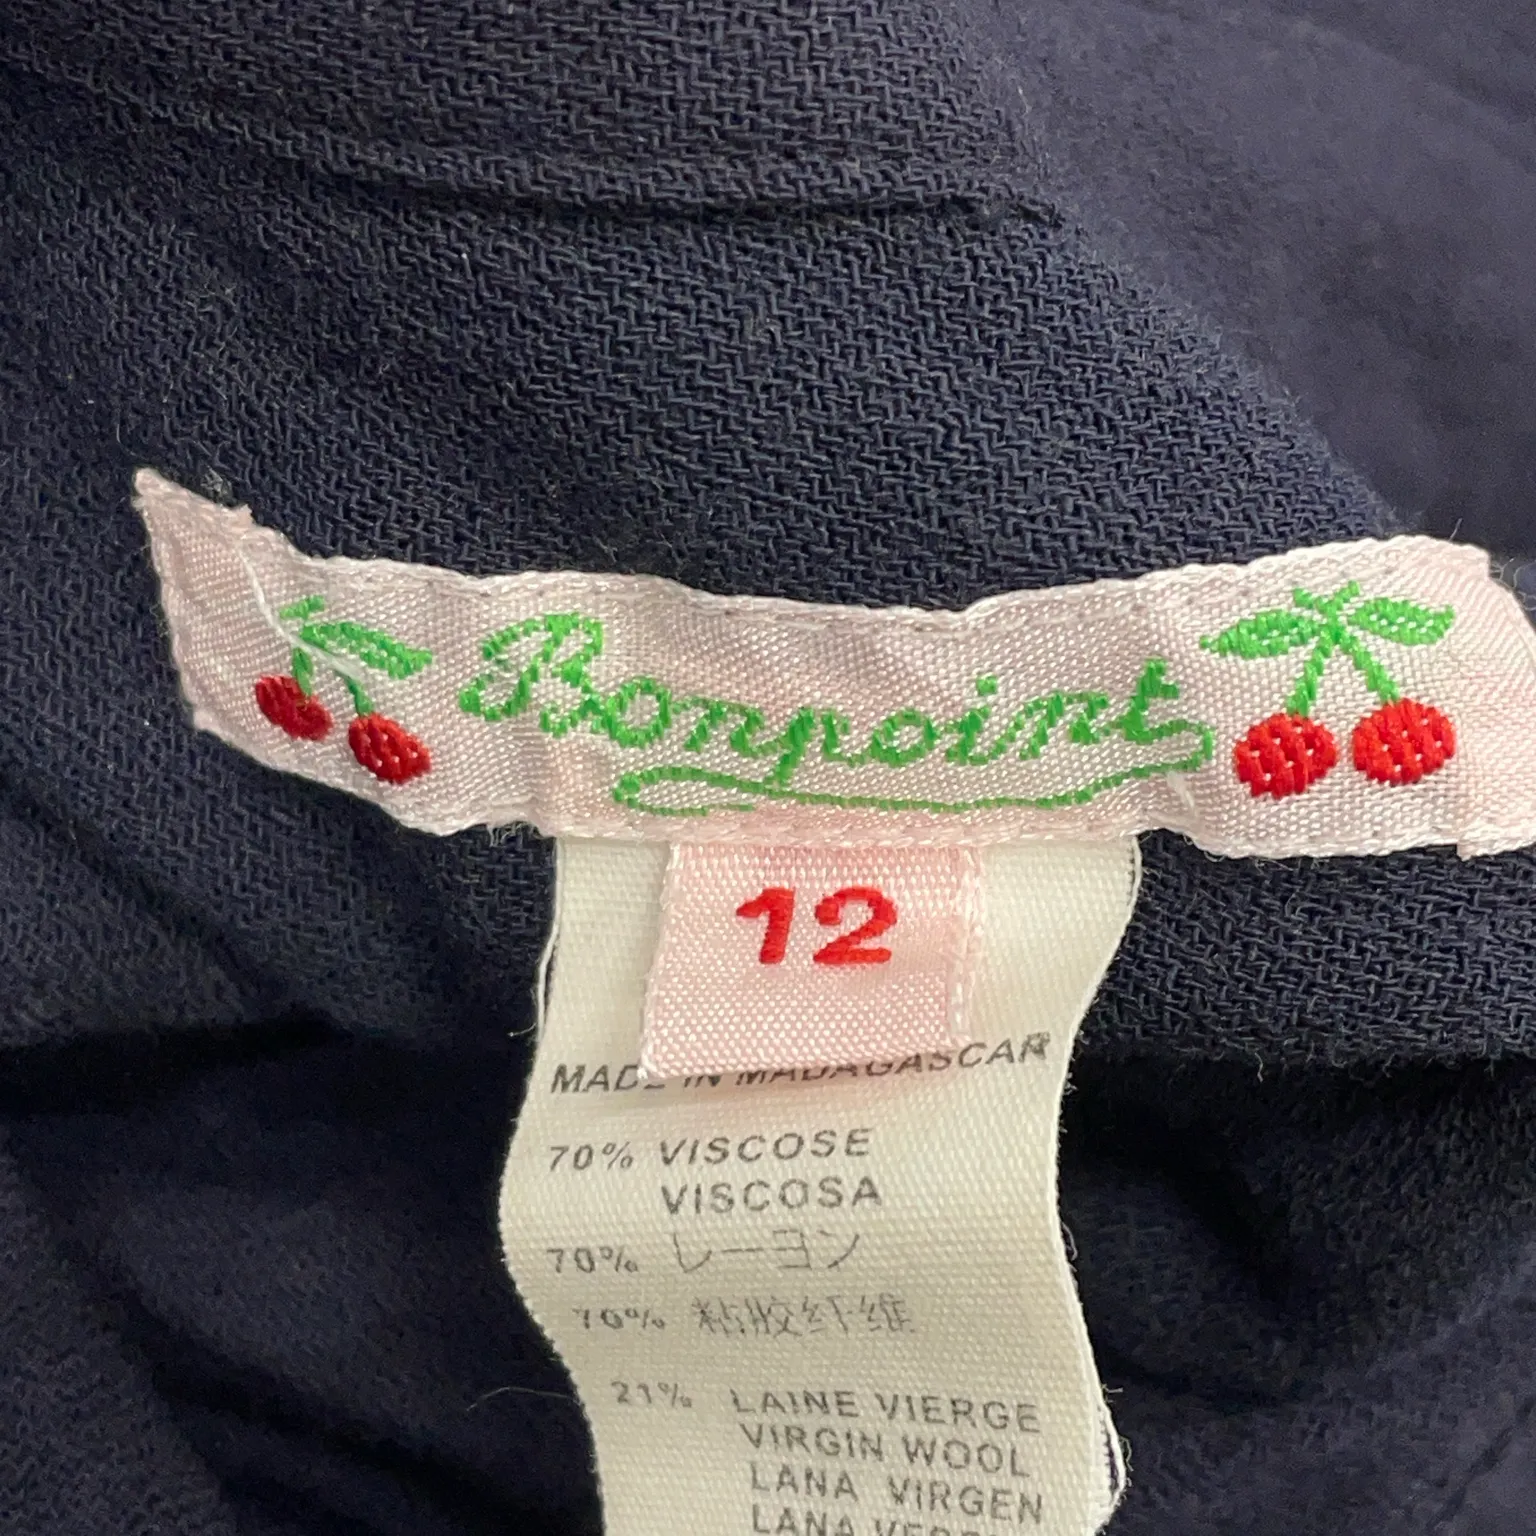 Bonpoint
12
MADE IN MADAGASCAR
70% VISCOSE
VISCOSA
70% レーヨン
70% 粘胶纤维
21% LAINE VIERGE
VIRGIN WOOL
LANA VIRGEN
LANA